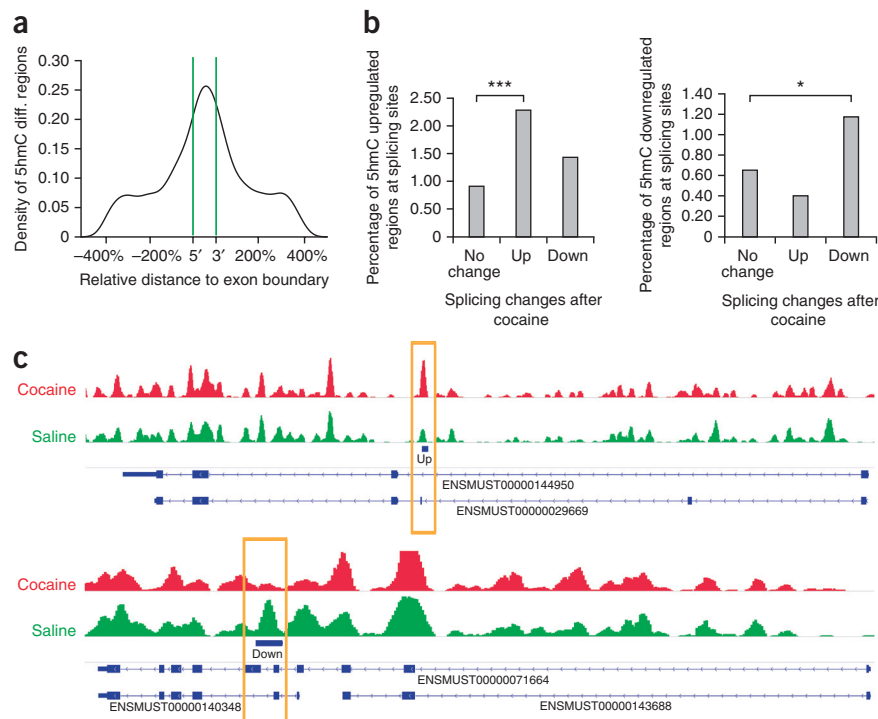 a
Density of 5hmC diff. regions
0.30
0.25
0.20
0.15
0.10
0.05
0
–400%
–200%
5′
3′
200%
400%
Relative distance to exon boundary
b
Percentage of 5hmC upregulated
regions at splicing sites
2.50
2.00
1.50
1.00
0.50
0.00
***
No
change
Up
Down
Splicing changes after
cocaine
Percentage of 5hmC downregulated
regions at splicing sites
1.40
1.20
1.00
0.80
0.60
0.40
0.20
0.00
*
No
change
Up
Down
Splicing changes after
cocaine
c
Cocaine
Saline
Up
ENSMUST00000144950
ENSMUST00000029669
Cocaine
Saline
Down
ENSMUST00000071664
ENSMUST00000140348
ENSMUST00000143688